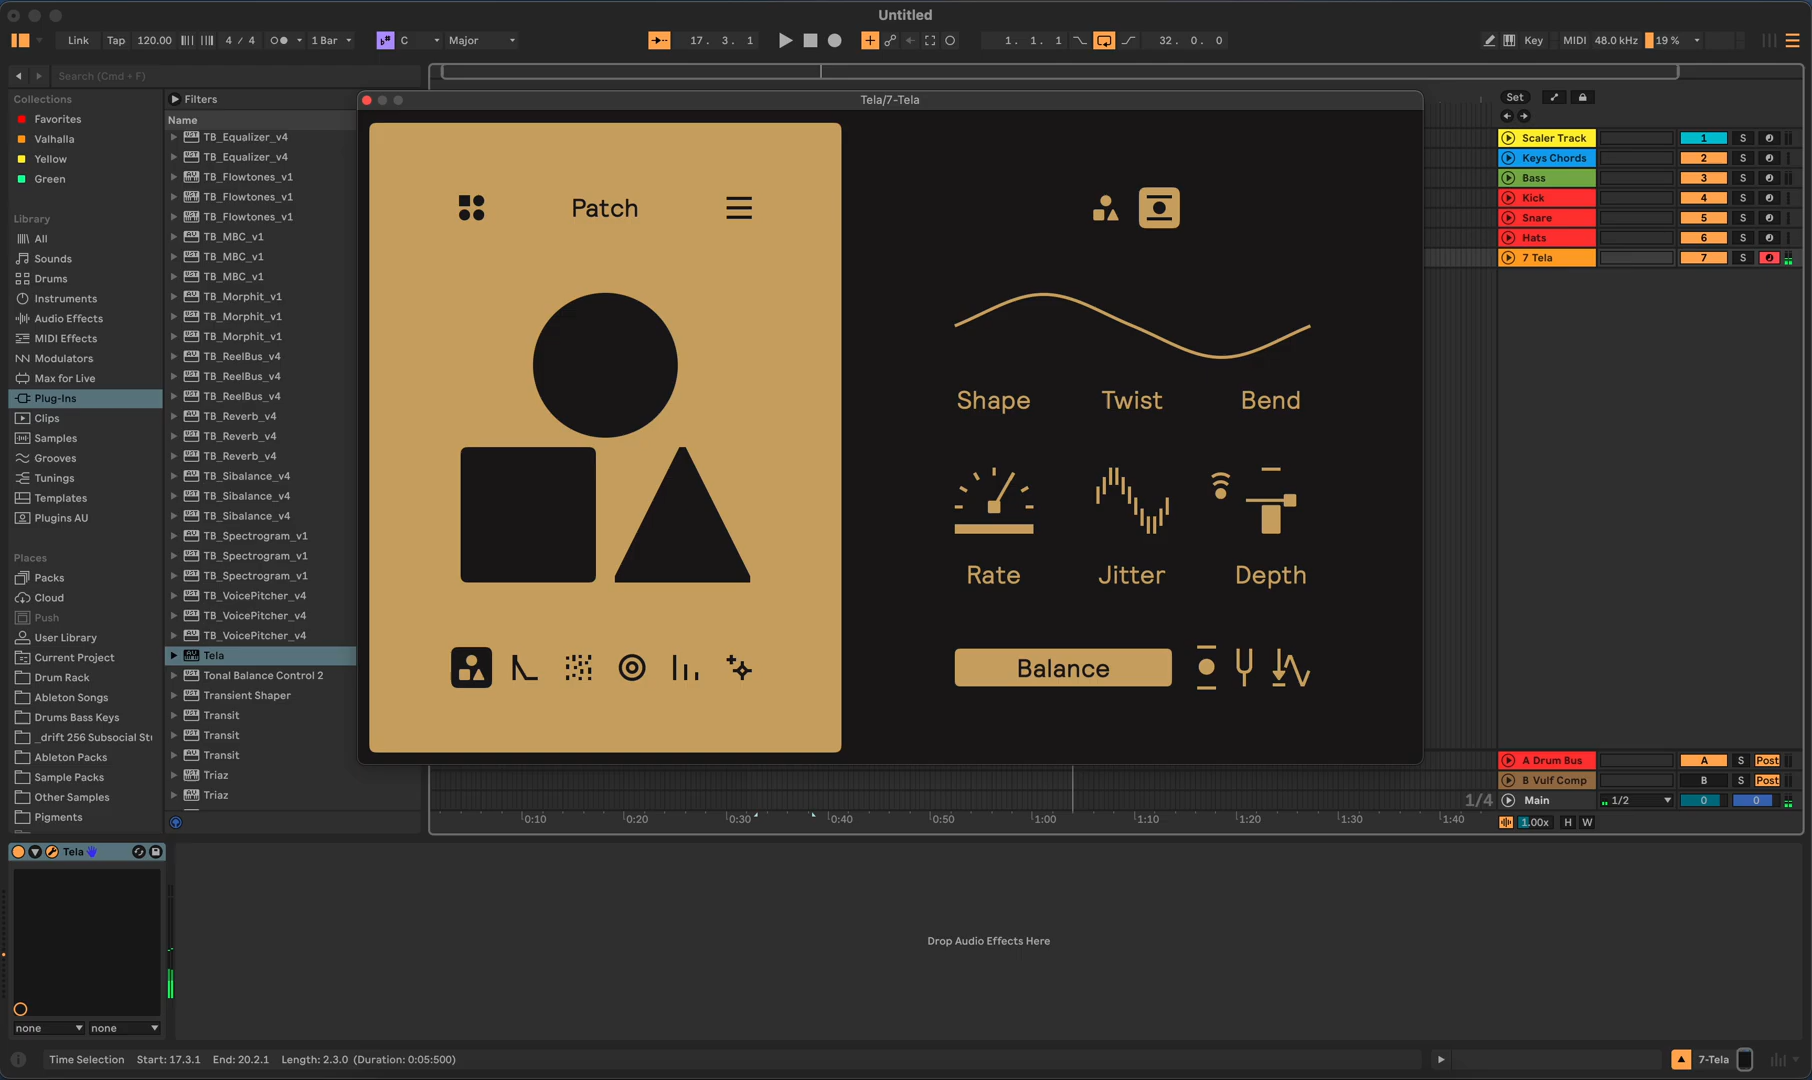 Untitled
Link Tap 120.00 4 / 4 1 Bar C Major 17. 3. 1 1. 1. 1 32. 0. 0 Key MIDI 48.0 kHz 19 %
Search (Cmd + F)
Collections
Favorites
Valhalla
Yellow
Green
Library
All
Sounds
Drums
Instruments
Audio Effects
MIDI Effects
Modulators
Max for Live
Plug-Ins
Clips
Samples
Grooves
Tunings
Templates
Plugins AU
Places
Packs
Cloud
Push
User Library
Current Project
Drum Rack
Ableton Songs
Drums Bass Keys
_drift 256 Subsocial Stu
Ableton Packs
Sample Packs
Other Samples
Pigments
Filters
Name
TB_Equalizer_v4
TB_Equalizer_v4
TB_Flowtones_v1
TB_Flowtones_v1
TB_Flowtones_v1
TB_MBC_v1
TB_MBC_v1
TB_MBC_v1
TB_Morphit_v1
TB_Morphit_v1
TB_Morphit_v1
TB_ReelBus_v4
TB_ReelBus_v4
TB_ReelBus_v4
TB_Reverb_v4
TB_Reverb_v4
TB_Reverb_v4
TB_Sibalance_v4
TB_Sibalance_v4
TB_Sibalance_v4
TB_Spectrogram_v1
TB_Spectrogram_v1
TB_Spectrogram_v1
TB_VoicePitcher_v4
TB_VoicePitcher_v4
TB_VoicePitcher_v4
Tela
Tonal Balance Control 2
Transient Shaper
Transit
Transit
Transit
Triaz
Triaz
Tela/7-Tela
Patch
Shape Twist Bend
Rate Jitter Depth
Balance
Set
Scaler Track 1 S
Keys Chords 2 S
Bass 3 S
Kick 4 S
Snare 5 S
Hats 6 S
7 Tela 7 S
A Drum Bus A S Post
B Vulf Comp B S Post
1/4 Main 1/2 0 0
0:10 0:20 0:30 0:40 0:50 1:00 1:10 1:20 1:30 1:40
1.00x H W
Tela
none none
Drop Audio Effects Here
Time Selection Start: 17.3.1 End: 20.2.1 Length: 2.3.0 (Duration: 0:05:500)
7-Tela